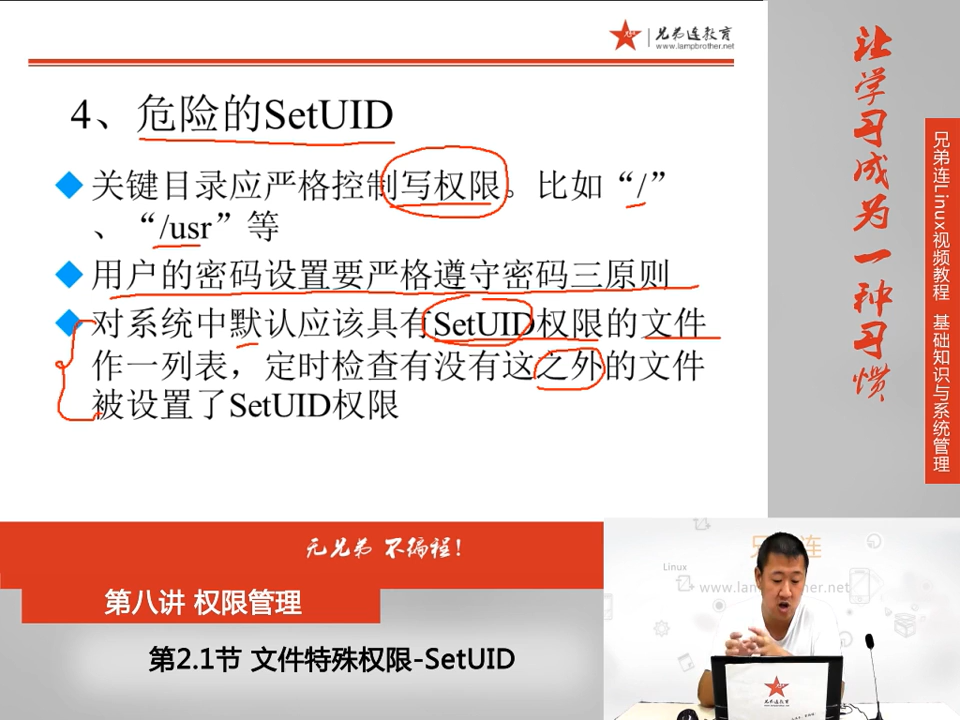 兄弟连教育
www.lampbrother.net
4、危险的SetUID
关键目录应严格控制写权限。比如“/”
、“/usr”等
用户的密码设置要严格遵守密码三原则
对系统中默认应该具有SetUID权限的文件
作一列表，定时检查有没有这之外的文件
被设置了SetUID权限
让学习成为一种习惯
兄弟连Linux视频教程 基础知识与系统管理
无兄弟 不编程!
第八讲 权限管理
第2.1节 文件特殊权限-SetUID
Linux
兄弟连教育